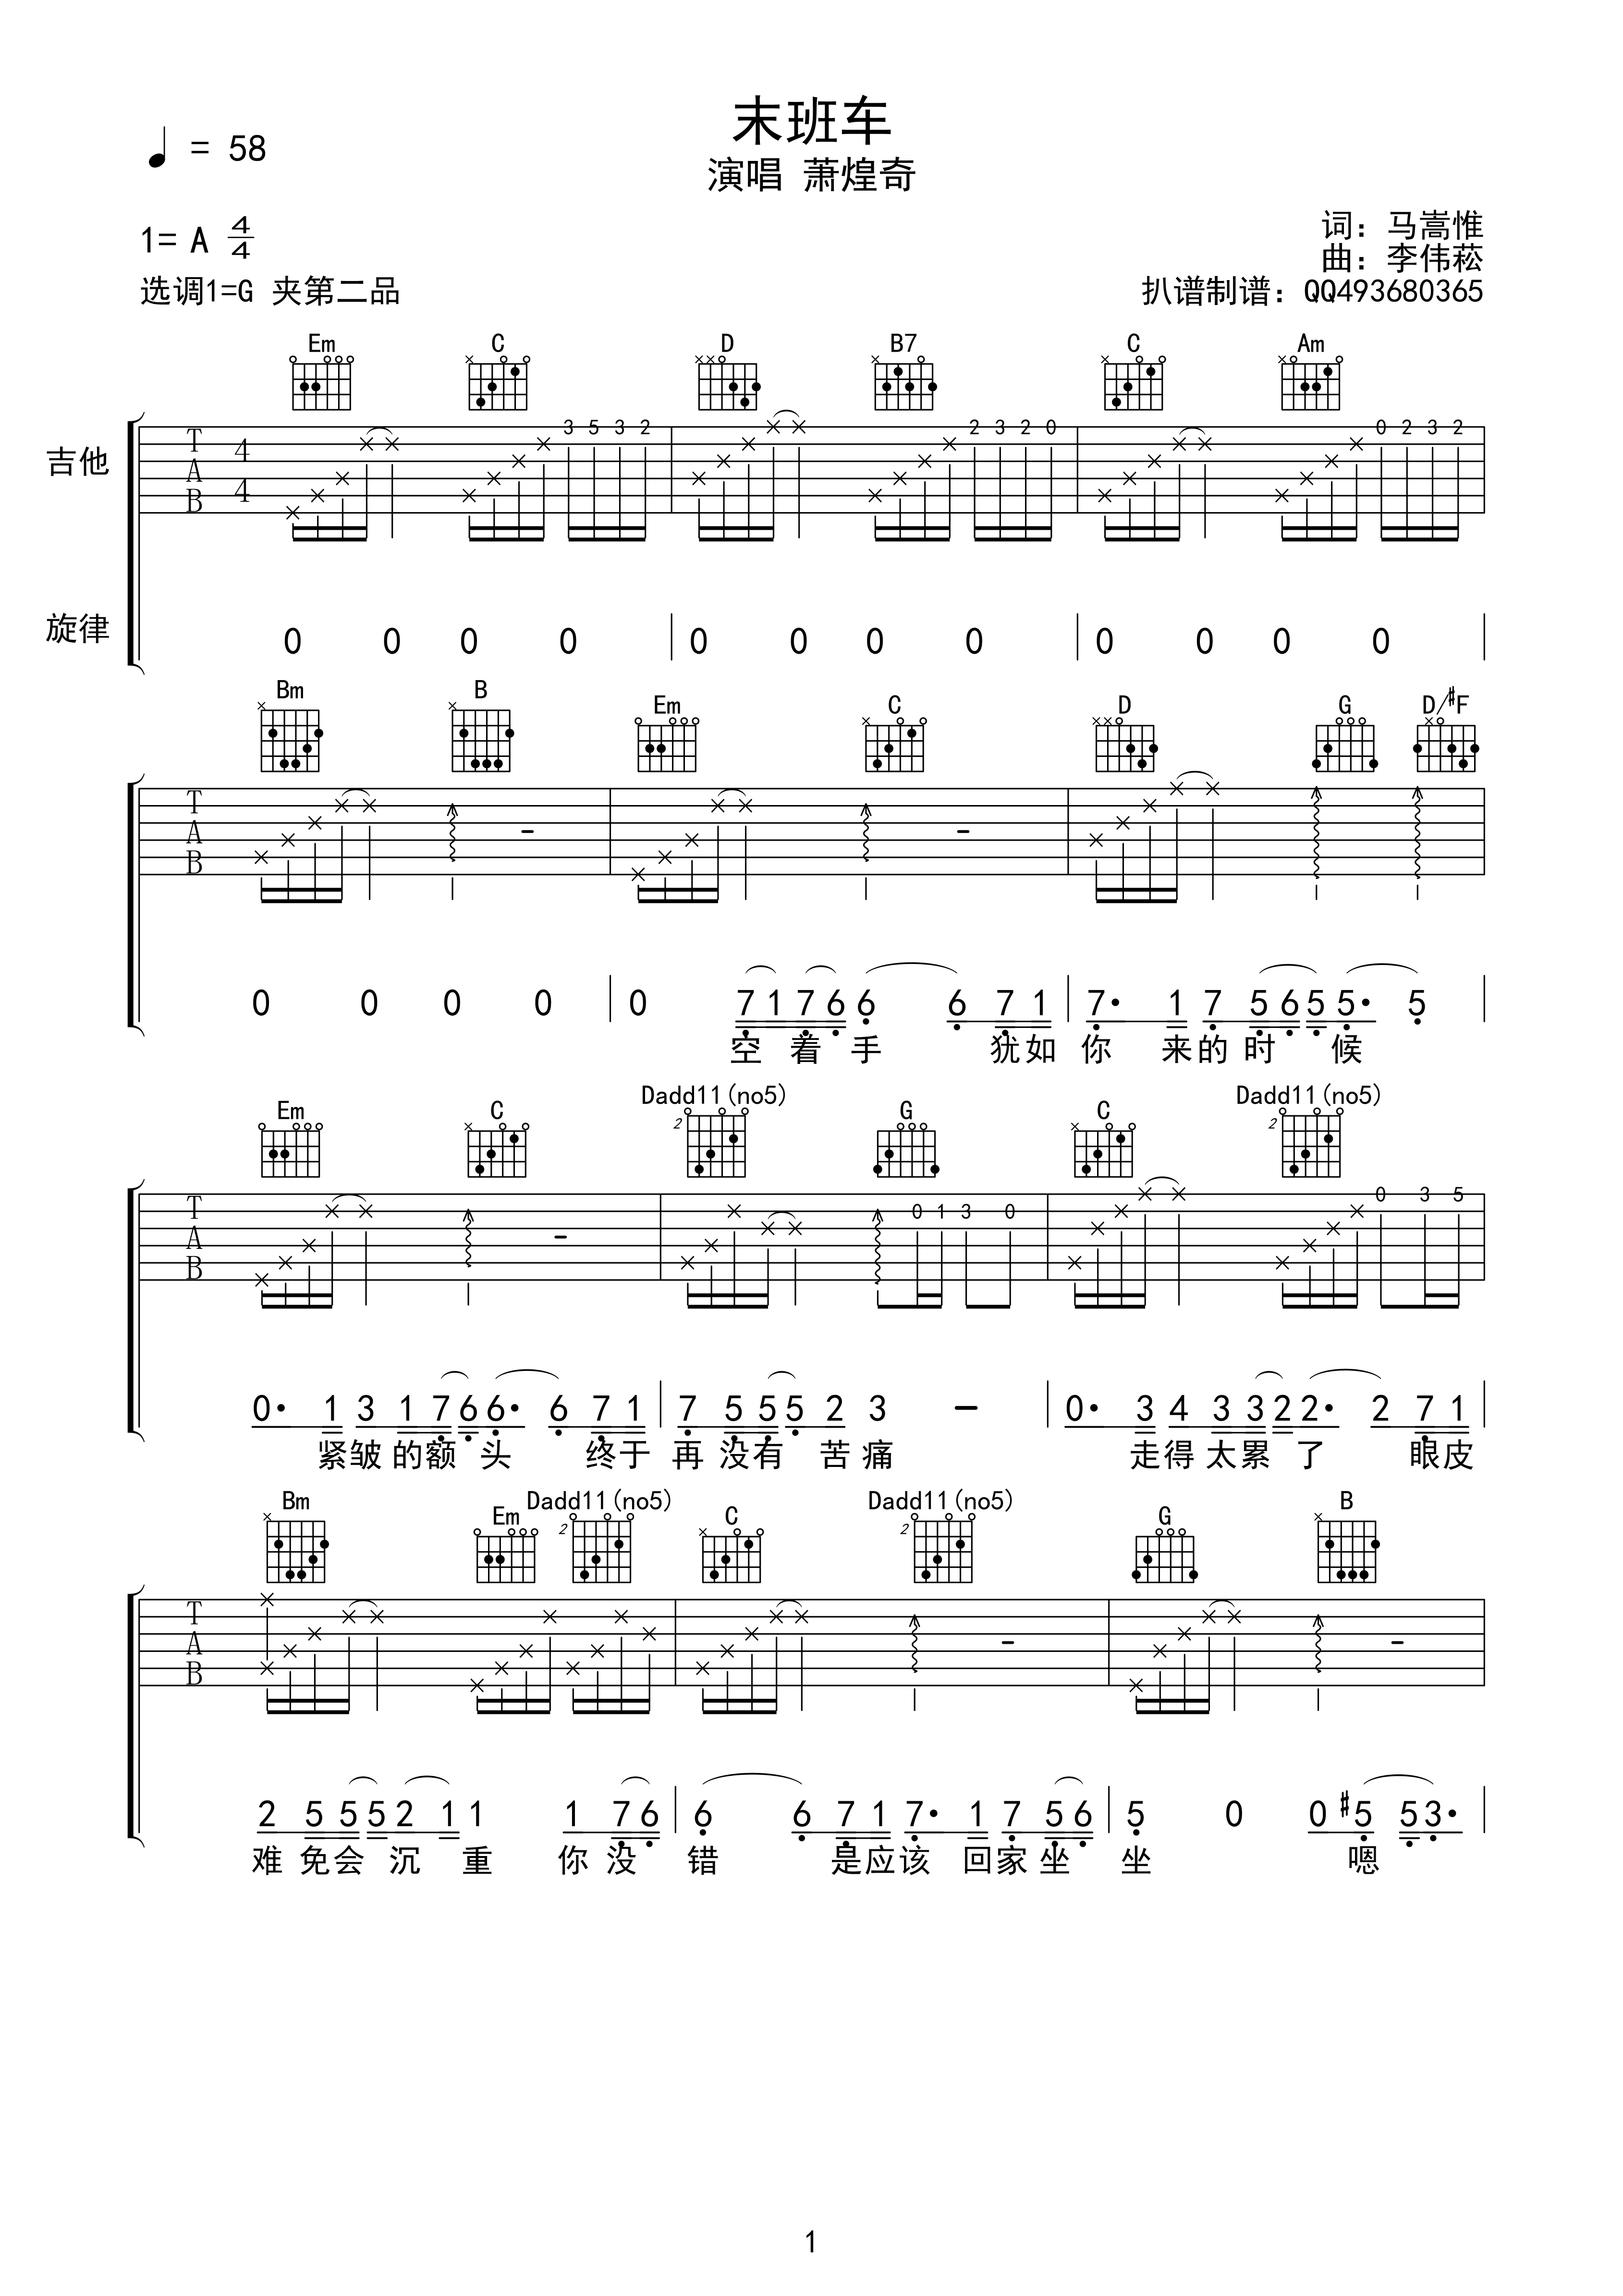 末班车
♩ = 58
演唱 萧煌奇
1= A 4/4
词：马嵩惟
曲：李伟菘
选调1=G 夹第二品
扒谱制谱：QQ493680365
Em C D B7 C Am
吉他 T A B 4 4 3 5 3 2 2 3 2 0 0 2 3 2
旋律 0 0 0 0 | 0 0 0 0 | 0 0 0 0 |
Bm B Em C D G D/#F
T A B
0 0 0 0 | 0 7 1 7 6 6 6 7 1 | 7· 1 7 5 6 5 5· 5 |
空 着 手 犹如 你 来的 时 候
Em C Dadd11(no5) G C Dadd11(no5)
2 2
T A B 0 1 3 0 0 3 5
0· 1 3 1 7 6 6· 6 7 1 | 7 5 5 5 2 3 - | 0· 3 4 3 3 2 2· 2 7 1 |
紧皱 的额 头 终于 再 没有 苦痛 走得 太累 了 眼皮
Bm Em Dadd11(no5) C Dadd11(no5) G B
2 2
T A B
2 5 5 5 2 1 1 1 7 6 | 6 6 7 1 7· 1 7 5 6 | 5 0 0 #5 5 3· |
难 免会 沉 重 你 没 错 是应该 回家 坐 坐 嗯
1